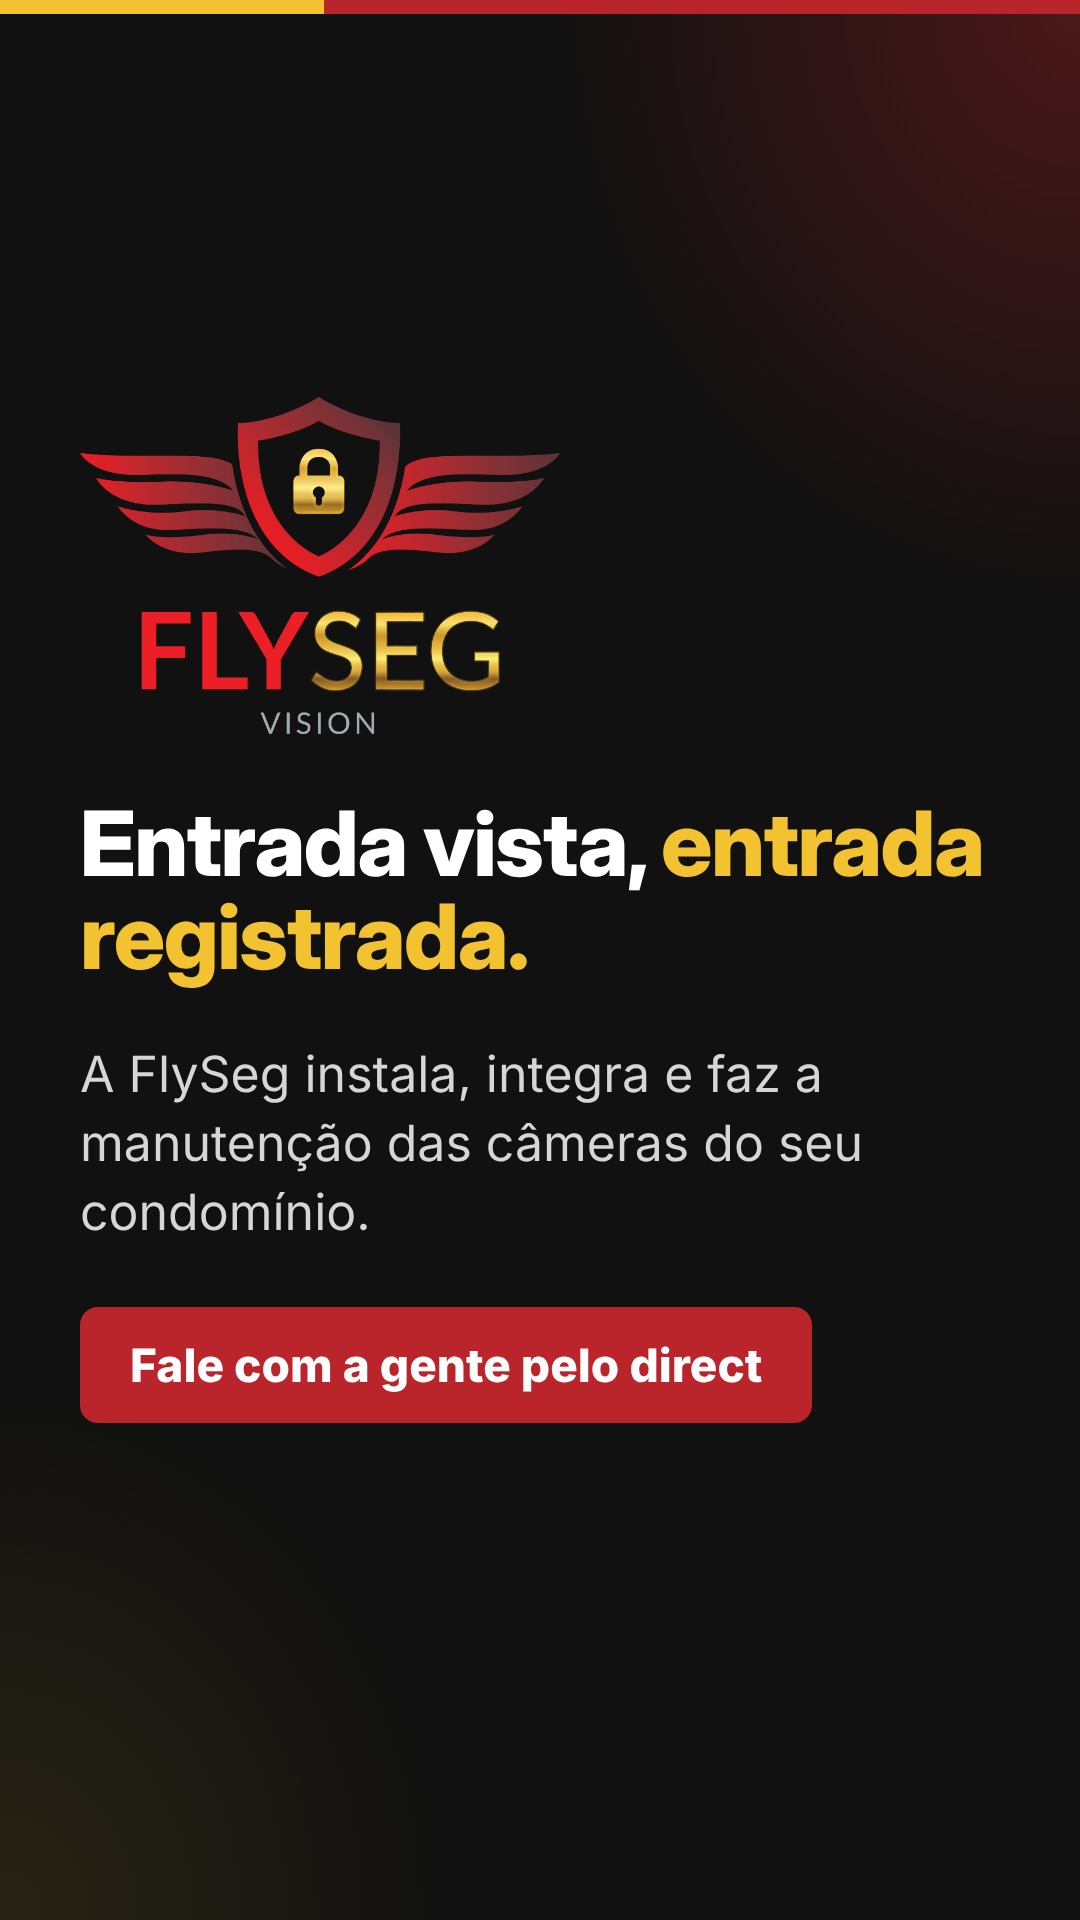 FLYSEG
VISION
Entrada vista, entrada
registrada.
A FlySeg instala, integra e faz a
manutenção das câmeras do seu
condomínio.
Fale com a gente pelo direct